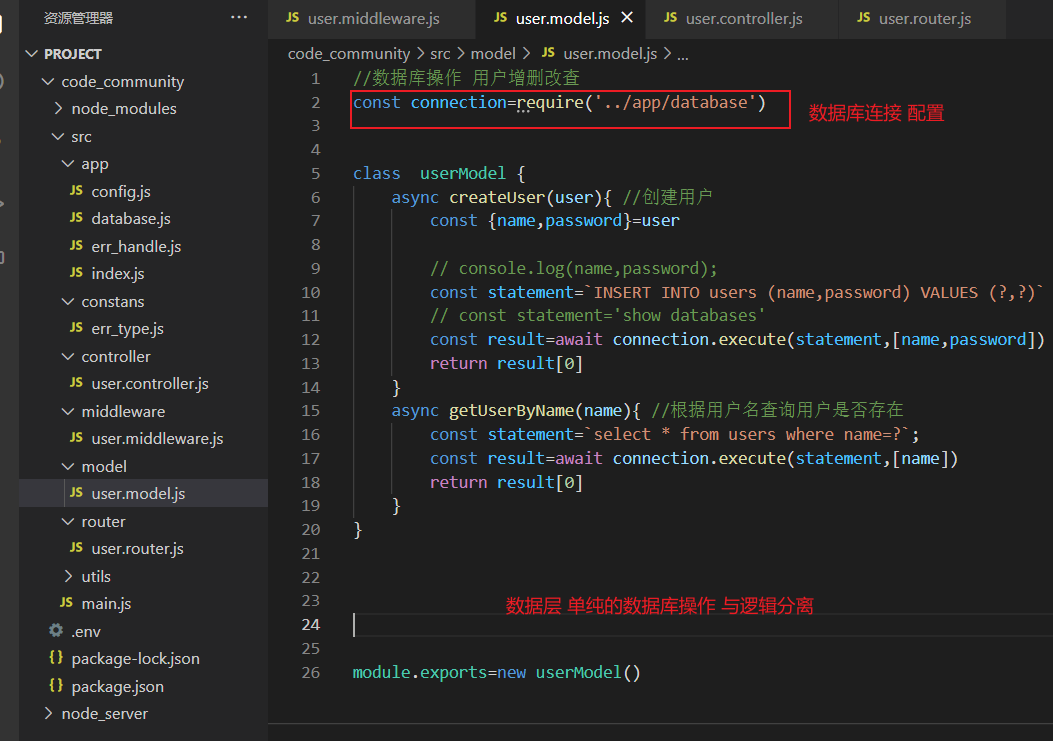 资源管理器
···
JS user.middleware.js
JS user.model.js ×
JS user.controller.js
JS user.router.js
PROJECT
code_community
node_modules
src
app
JS config.js
JS database.js
JS err_handle.js
JS index.js
constans
JS err_type.js
controller
JS user.controller.js
middleware
JS user.middleware.js
model
JS user.model.js
router
JS user.router.js
utils
JS main.js
.env
{} package-lock.json
{} package.json
node_server
code_community > src > model > JS user.model.js > ...
1 //数据库操作 用户增删改查
2 const connection=require('../app/database')
数据库连接 配置
3
4
5 class  userModel {
6     async createUser(user){ //创建用户
7         const {name,password}=user
8
9         // console.log(name,password);
10         const statement=`INSERT INTO users (name,password) VALUES (?,?)`
11         // const statement='show databases'
12         const result=await connection.execute(statement,[name,password])
13         return result[0]
14     }
15     async getUserByName(name){ //根据用户名查询用户是否存在
16         const statement=`select * from users where name=?`;
17         const result=await connection.execute(statement,[name])
18         return result[0]
19     }
20 }
21
22
23
数据层 单纯的数据库操作 与逻辑分离
24
25
26 module.exports=new userModel()